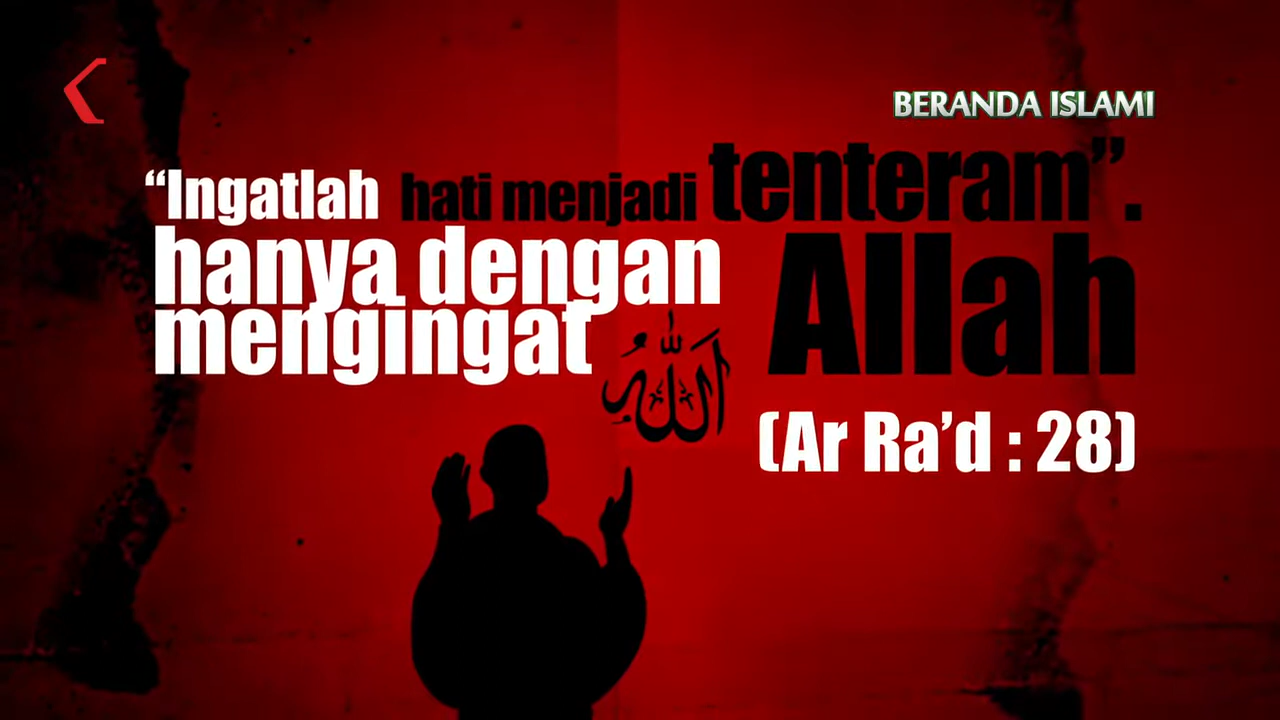 BERANDA ISLAMI
“Ingatlah hati menjadi tenteram”.
hanya dengan
mengingat
الله
Allah
(Ar Ra’d : 28)